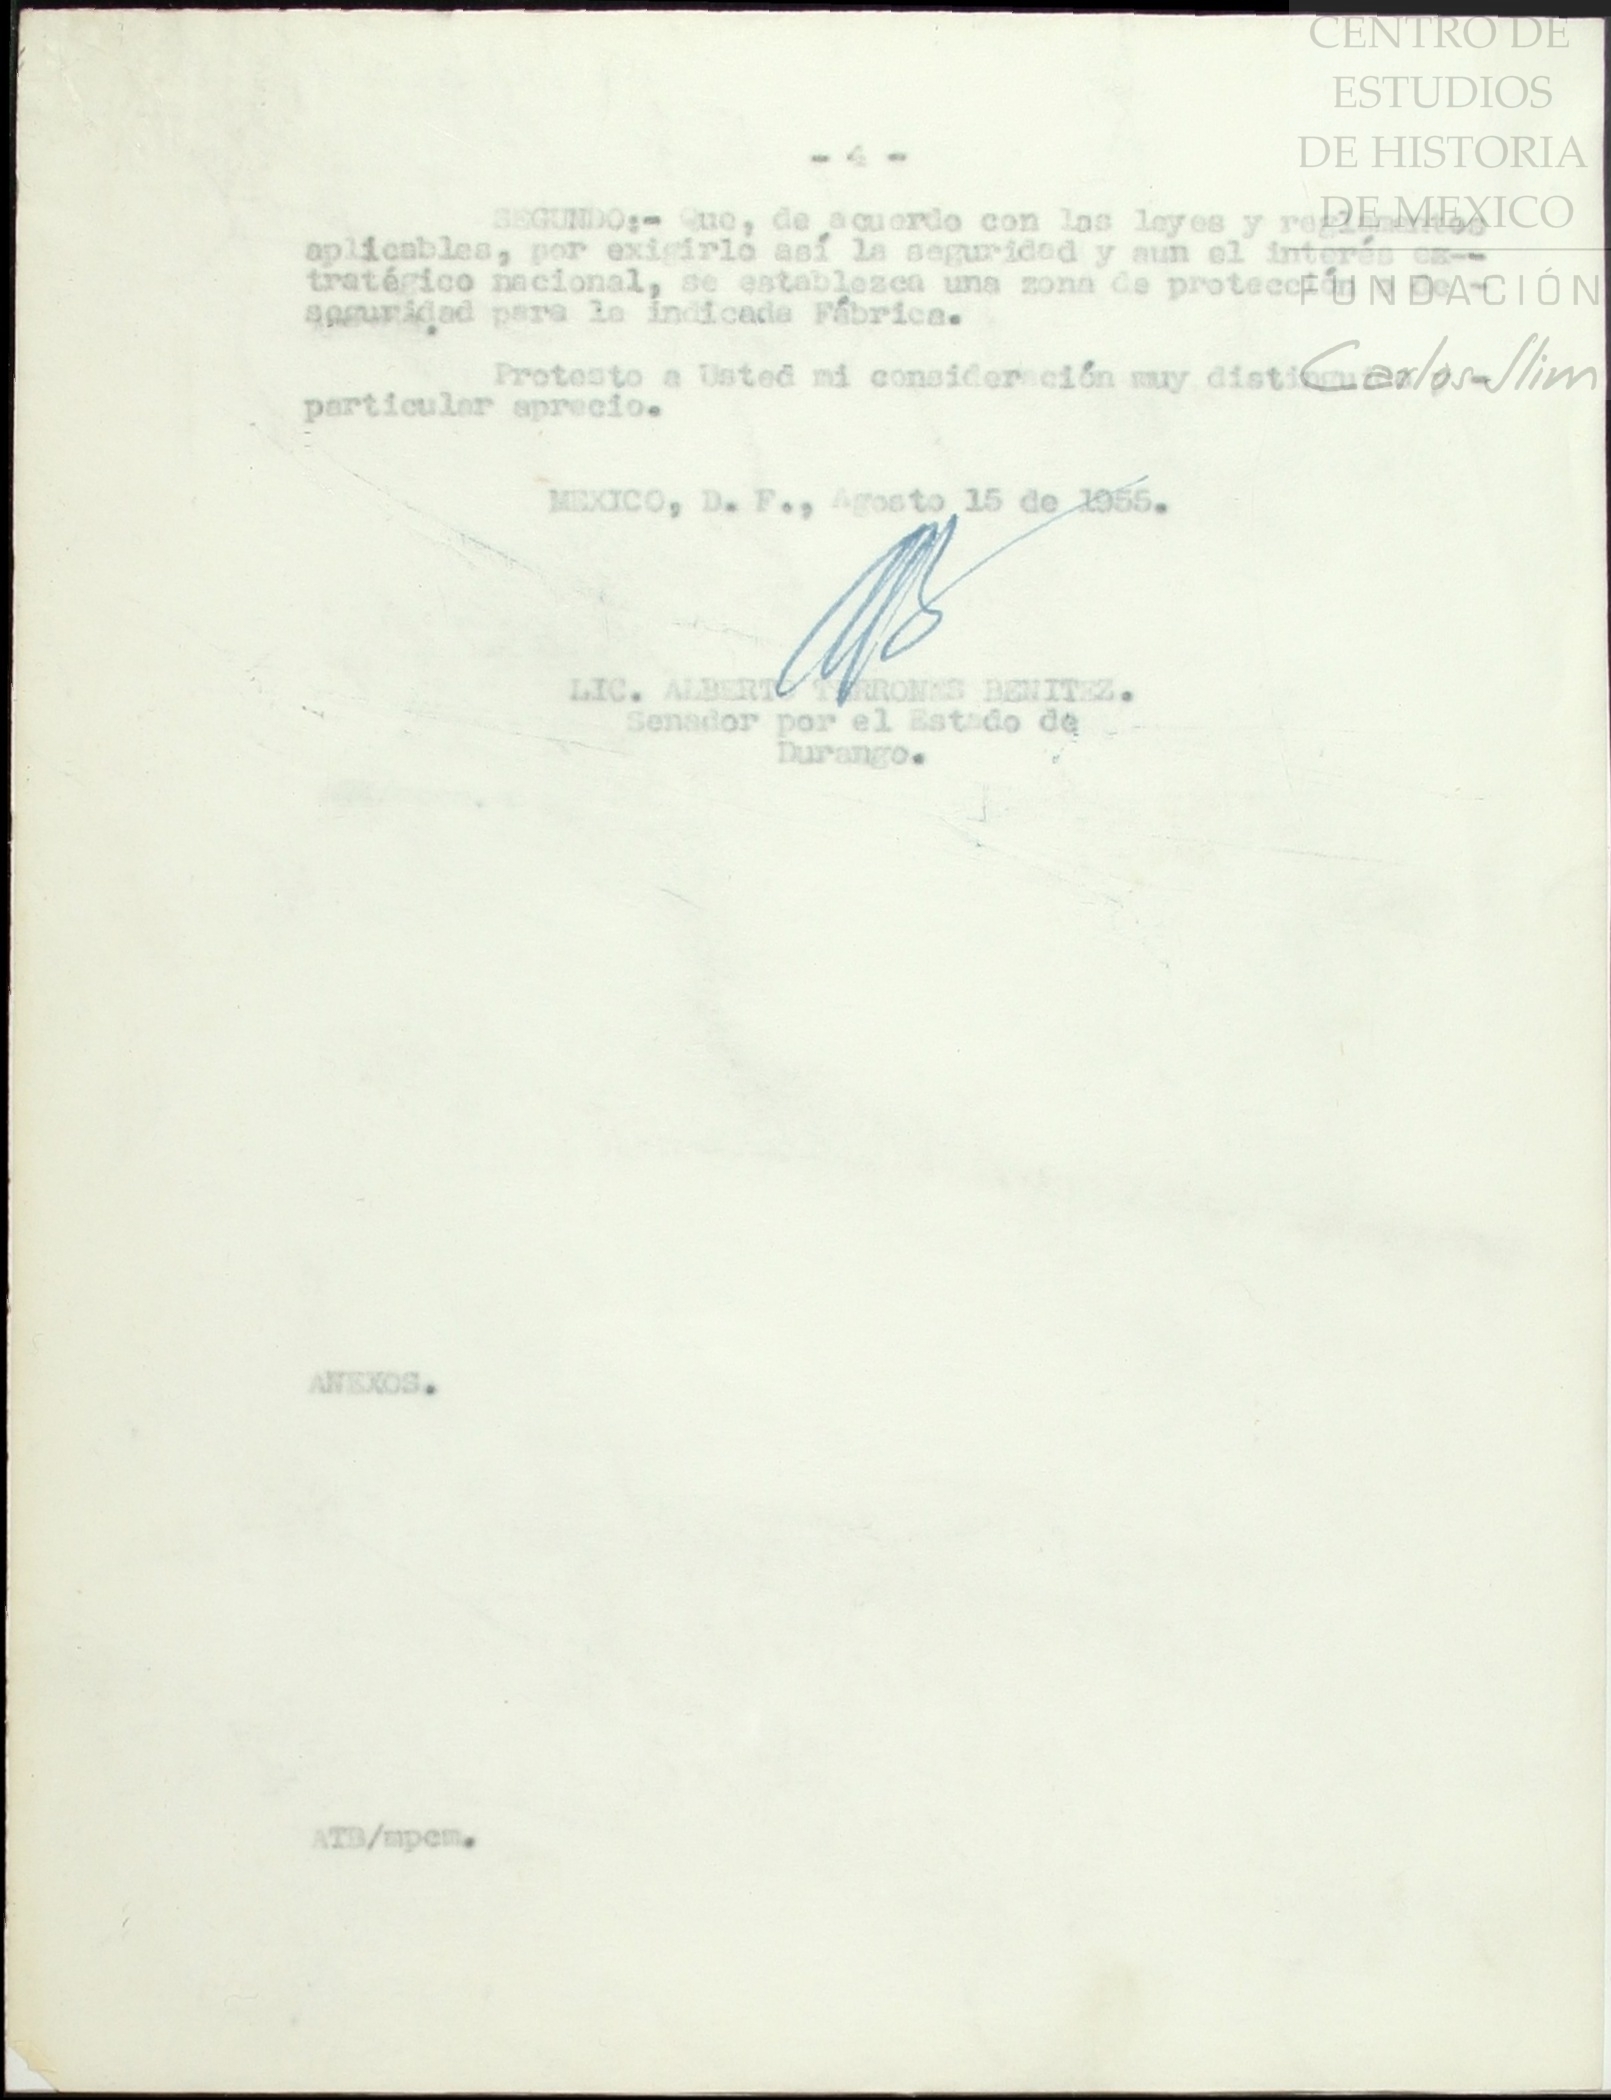 CENTRO DE
ESTUDIOS
DE HISTORIA
DE MEXICO
FUNDACIÓN
Carlos Slim
- 4 -
SEGUNDO:- Que, de acuerdo con las leyes y reglamentos
aplicables, por exigirlo así la seguridad y aun el interés es--
tratégico nacional, se establezca una zona de protección y de -
seguridad para la indicada Fábrica.
Protesto a Usted mi consideración muy distinguida y -
particular aprecio.
MEXICO, D. F., Agosto 15 de 1955.
LIC. ALBERTO TERRONES BENITEZ.
Senador por el Estado de
Durango.
ANEXOS.
ATB/mpcm.